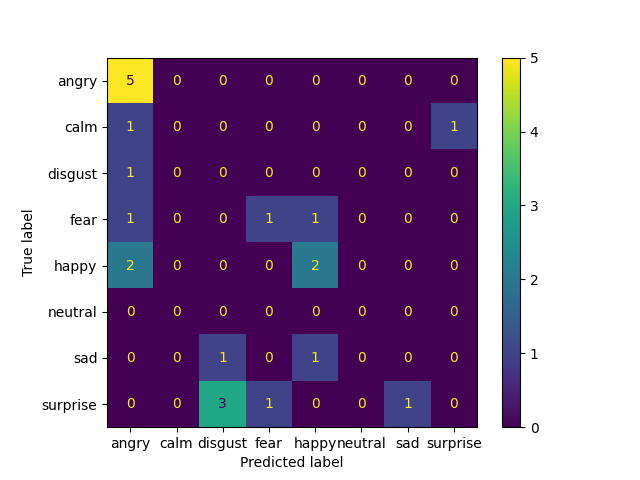 angry 5 0 0 0 0 0 0 0
calm 1 0 0 0 0 0 0 1
disgust 1 0 0 0 0 0 0 0
fear 1 0 0 1 1 0 0 0
happy 2 0 0 0 2 0 0 0
neutral 0 0 0 0 0 0 0 0
sad 0 0 1 0 1 0 0 0
surprise 0 0 3 1 0 0 1 0
angry calm disgust fear happy neutral sad surprise
Predicted label
True label
5
4
3
2
1
0